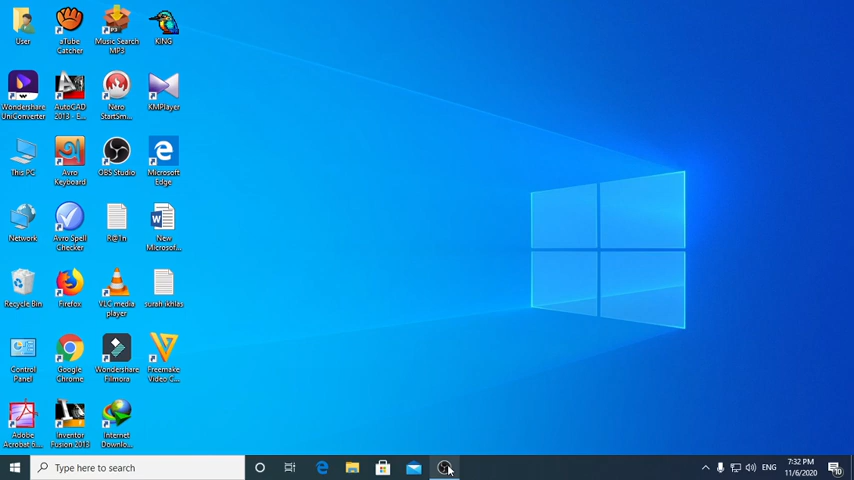 User
aTube
Catcher
Music Search
MP3
KING
Wondershare
UniConverter
AutoCAD
2013 - E...
Nero
StartSm...
KMPlayer
This PC
Avro
Keyboard
OBS Studio
Microsoft
Edge
Network
Avro Spell
Checker
R@1n
New
Microsof...
Recycle Bin
Firefox
VLC media
player
surah ikhlas
Control
Panel
Google
Chrome
Wondershare
Filmora
Freemake
Video C...
Adobe
Acrobat 6....
Inventor
Fusion 2013
Internet
Downlo...
Type here to search
ENG
7:32 PM
11/6/2020
10